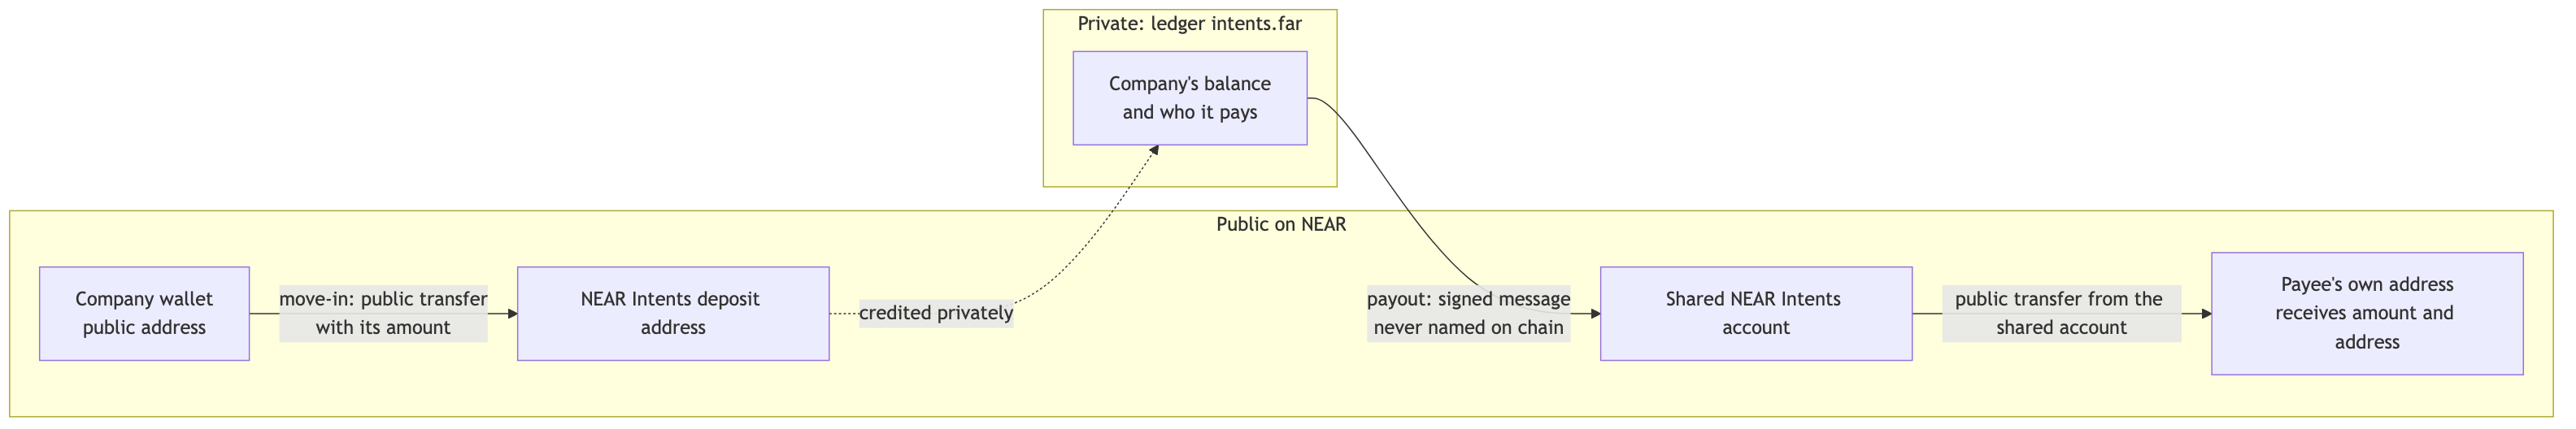 Private: ledger intents.far
Company's balance
and who it pays
Public on NEAR
Company wallet
public address
move-in: public transfer
with its amount
NEAR Intents deposit
address
credited privately
payout: signed message
never named on chain
Shared NEAR Intents
account
public transfer from the
shared account
Payee's own address
receives amount and
address